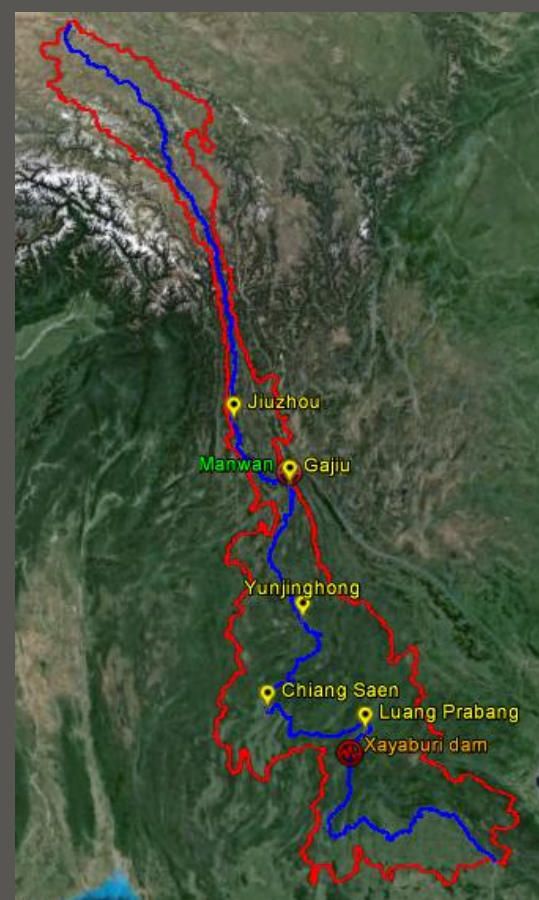 Jiuzhou
Manwan Gajiu
Yunjinghong
Chiang Saen
Luang Prabang
Xayaburi dam